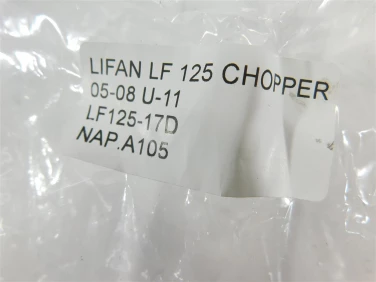 LIFAN LF 125 CHOPPER
05-08 U-11
LF125-17D
NAP.A105